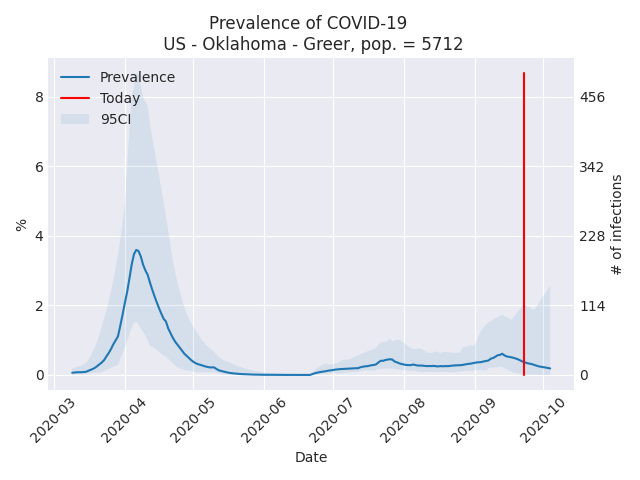 Prevalence of COVID-19
US - Oklahoma - Greer, pop. = 5712
Prevalence
Today
95CI
8
6
4
2
0
%
456
342
228
114
0
# of infections
2020-03
2020-04
2020-05
2020-06
2020-07
2020-08
2020-09
2020-10
Date